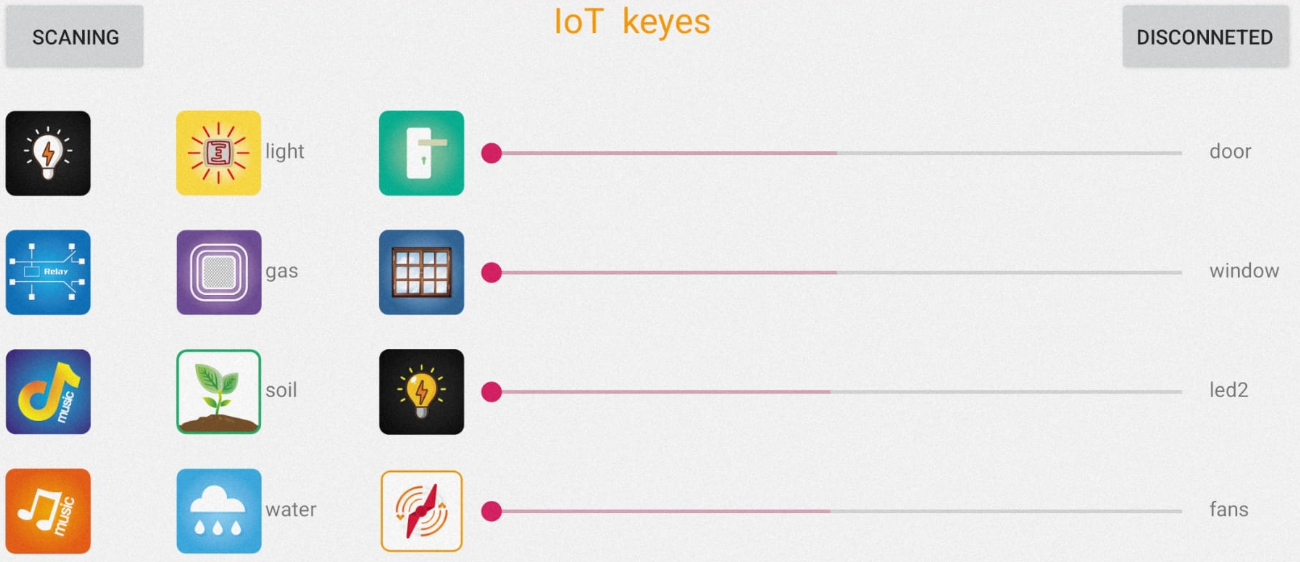 SCANING
IoT keyes
DISCONNETED
light
door
Relay
gas
window
music
soil
led2
music
water
fans